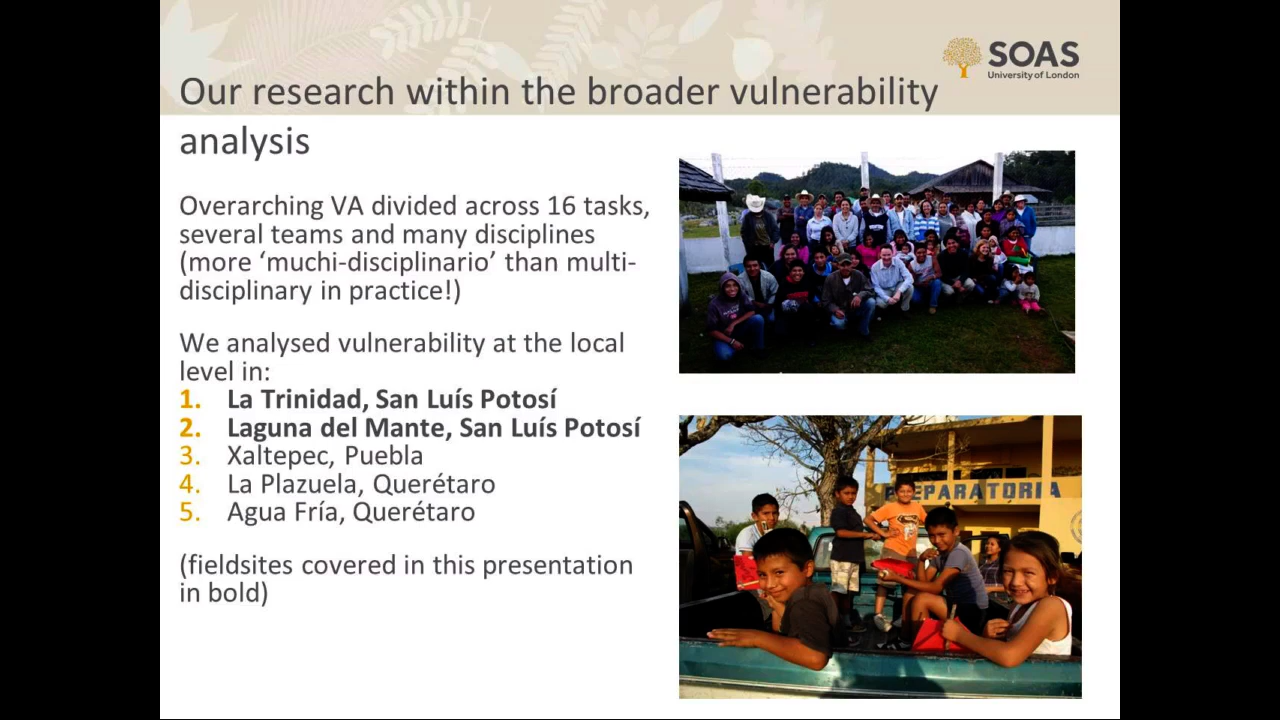 SOAS
University of London
Our research within the broader vulnerability
analysis
Overarching VA divided across 16 tasks,
several teams and many disciplines
(more ‘muchi-disciplinario’ than multi-
disciplinary in practice!)
We analysed vulnerability at the local
level in:
1. La Trinidad, San Luís Potosí
2. Laguna del Mante, San Luís Potosí
3. Xaltepec, Puebla
4. La Plazuela, Querétaro
5. Agua Fría, Querétaro
(fieldsites covered in this presentation
in bold)
PREPARATORIA